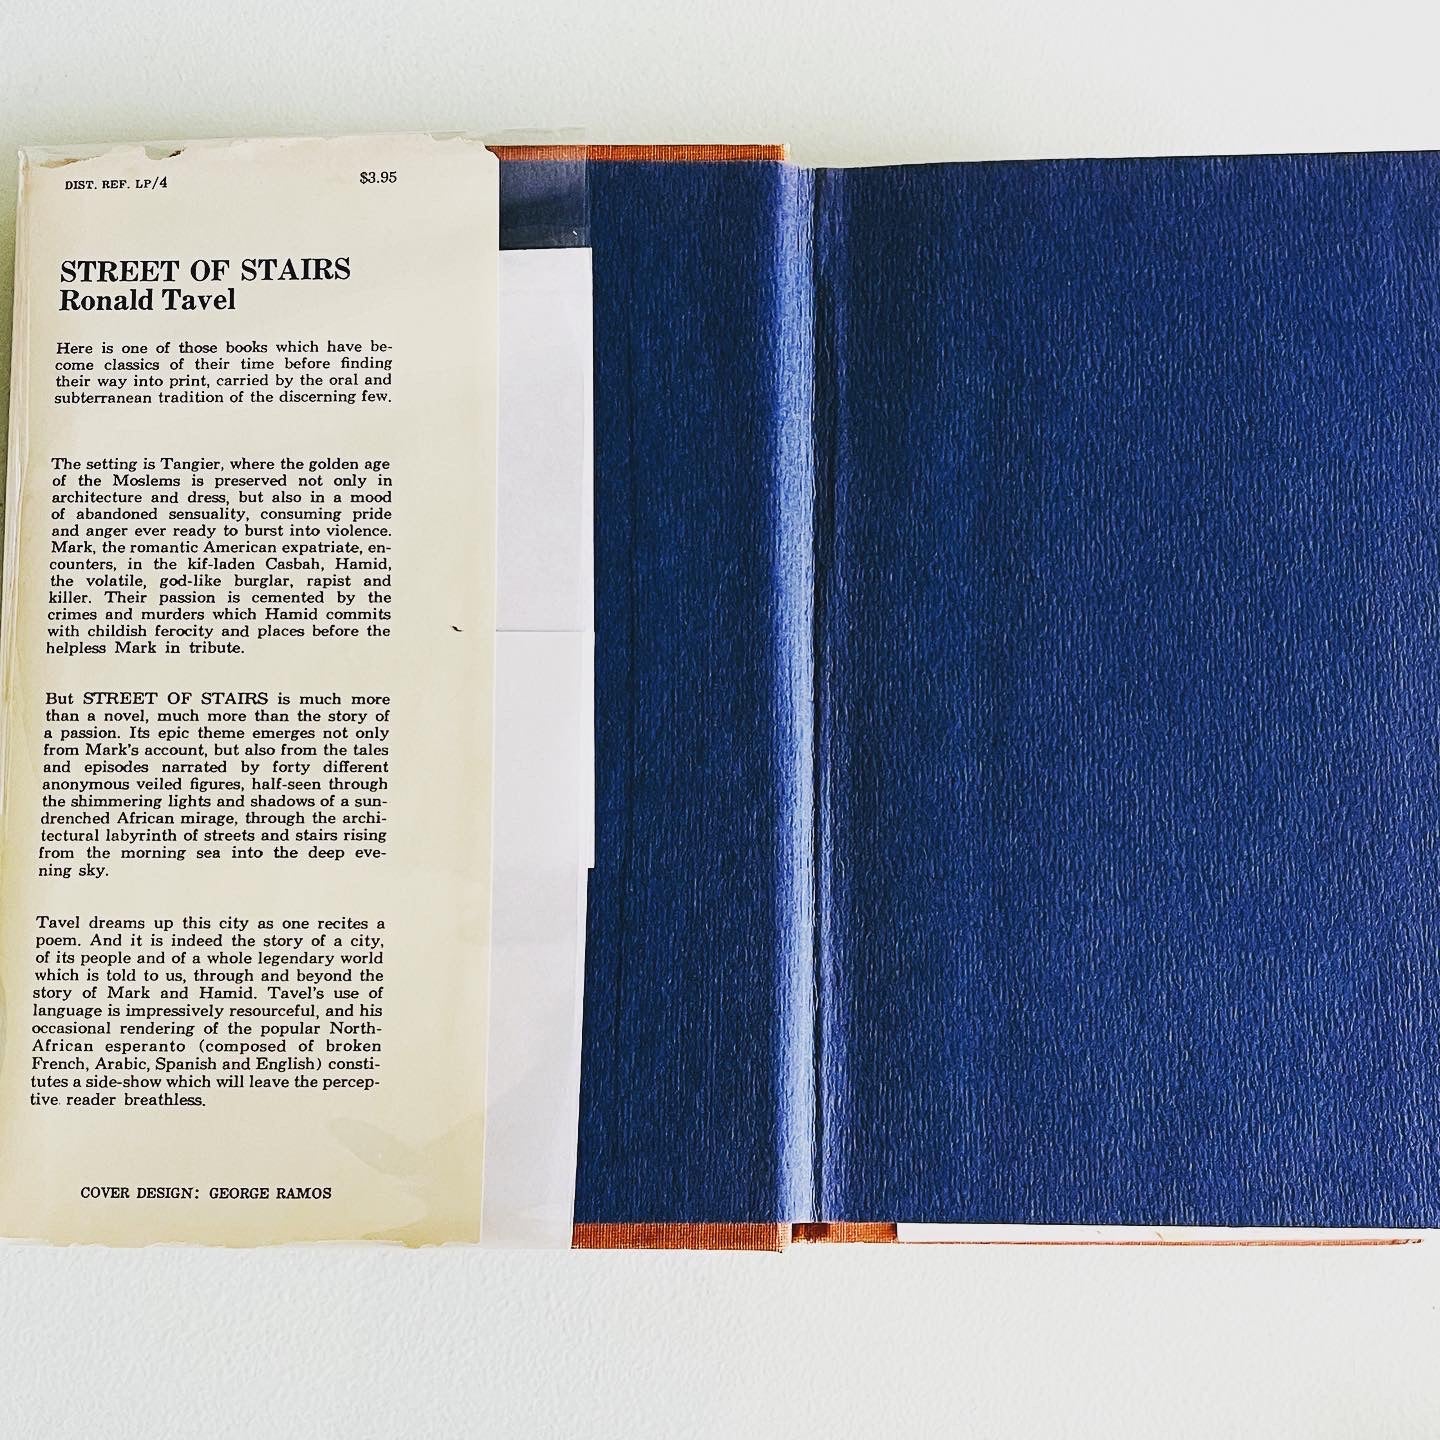 DIST. REF. LP/4 $3.95
STREET OF STAIRS
Ronald Tavel
Here is one of those books which have be-
come classics of their time before finding
their way into print, carried by the oral and
subterranean tradition of the discerning few.
The setting is Tangier, where the golden age
of the Moslems is preserved not only in
architecture and dress, but also in a mood
of abandoned sensuality, consuming pride
and anger ever ready to burst into violence.
Mark, the romantic American expatriate, en-
counters, in the kif-laden Casbah, Hamid,
the volatile, god-like burglar, rapist and
killer. Their passion is cemented by the
crimes and murders which Hamid commits
with childish ferocity and places before the
helpless Mark in tribute.
But STREET OF STAIRS is much more
than a novel, much more than the story of
a passion. Its epic theme emerges not only
from Mark's account, but also from the tales
and episodes narrated by forty different
anonymous veiled figures, half-seen through
the shimmering lights and shadows of a sun-
drenched African mirage, through the archi-
tectural labyrinth of streets and stairs rising
from the morning sea into the deep eve-
ning sky.
Tavel dreams up this city as one recites a
poem. And it is indeed the story of a city,
of its people and of a whole legendary world
which is told to us, through and beyond the
story of Mark and Hamid. Tavel's use of
language is impressively resourceful, and his
occasional rendering of the popular North-
African esperanto (composed of broken
French, Arabic, Spanish and English) consti-
tutes a side-show which will leave the percep-
tive reader breathless.
COVER DESIGN: GEORGE RAMOS